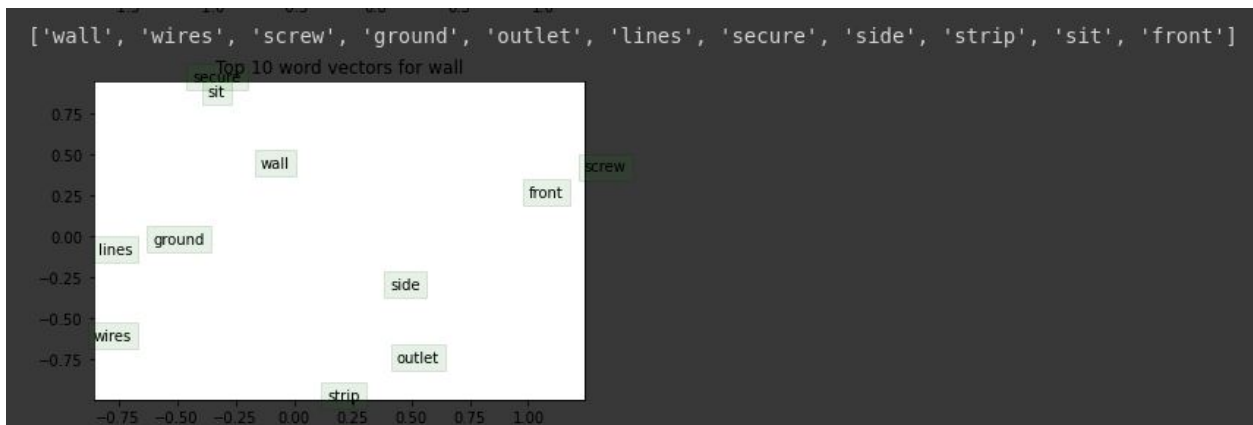 ['wall', 'wires', 'screw', 'ground', 'outlet', 'lines', 'secure', 'side', 'strip', 'sit', 'front']
Top 10 word vectors for wall
secure
sit
0.75
0.50
wall
screw
front
0.25
0.00
ground
lines
−0.25
side
−0.50
wires
−0.75
outlet
strip
−0.75 −0.50 −0.25 0.00 0.25 0.50 0.75 1.00